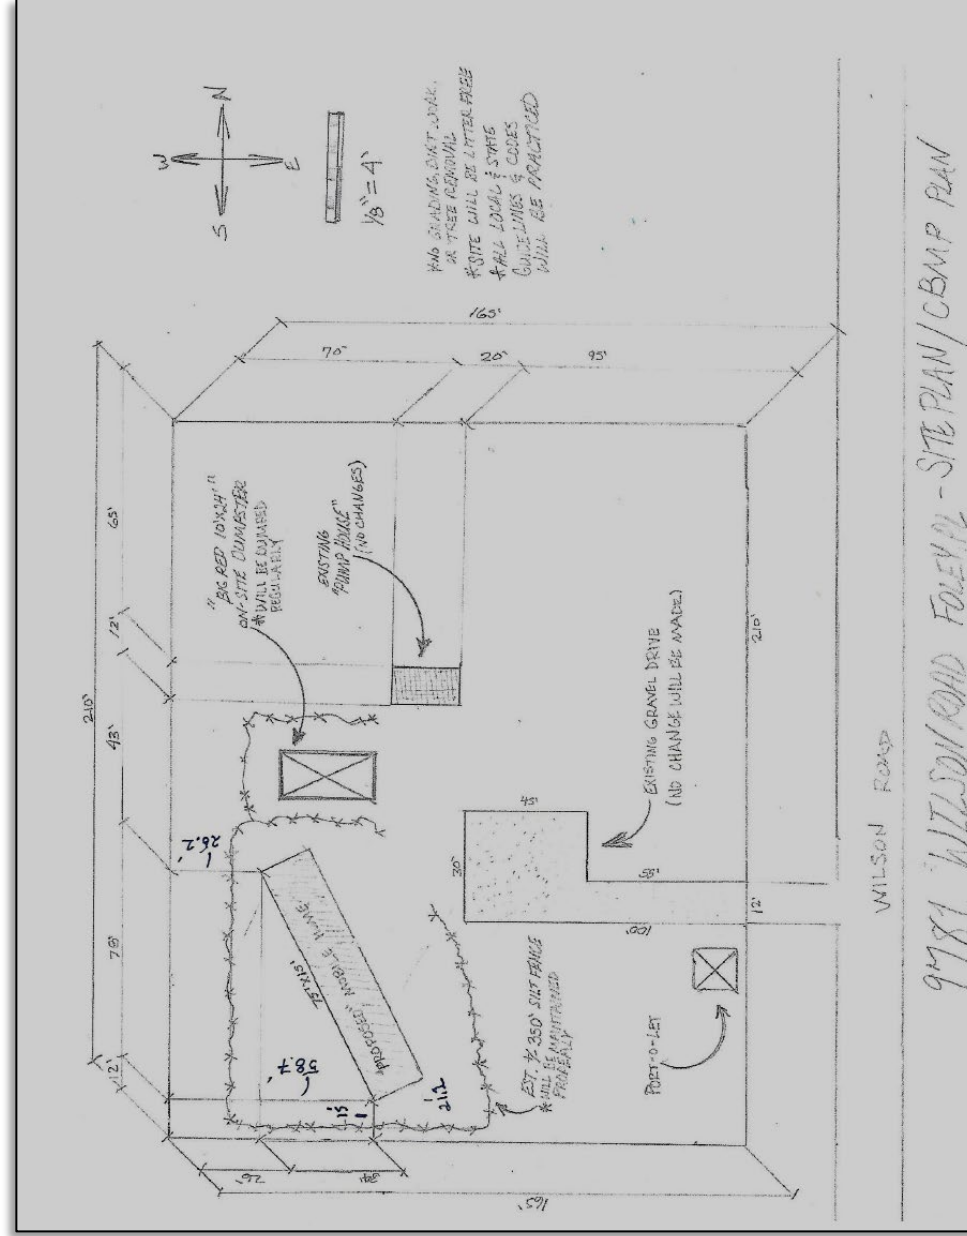 W
S
N
E
1/8" = 4'
*NO GRADING, DIRT WORK,
OR TREE REMOVAL
*SITE WILL BE LITTER FREE
*ALL LOCAL & STATE
GUIDELINES & CODES
WILL BE PRACTICED
165'
70'
20'
95'
210'
65'
12'
43'
78'
12'
"BIG RED 10'X24'"
ON-SITE DUMPSTER
*WILL BE DUMPED
REGULARLY
EXISTING
"PUMP HOUSE"
(NO CHANGES)
26.2'
75'X15'
"PROPOSED" MOBILE HOME
58.7'
15'
21.2
26'
165'
45'
30'
12'
210'
EXISTING GRAVEL DRIVE
(NO CHANGE WILL BE MADE)
EST. 350' SILT FENCE
*WILL BE MAINTAINED
PROPERLY
PORT-O-LET
WILSON ROAD
9781 WILSON ROAD FOLEY, AL - SITE PLAN/CBMP PLAN